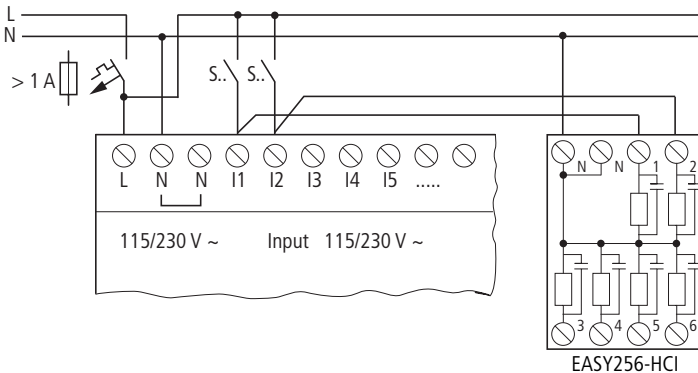 L
N
> 1 A
S.. S..
L N N I1 I2 I3 I4 I5 .....
N N 1 2
115/230 V ~ Input 115/230 V ~
3 4 5 6
EASY256-HCI